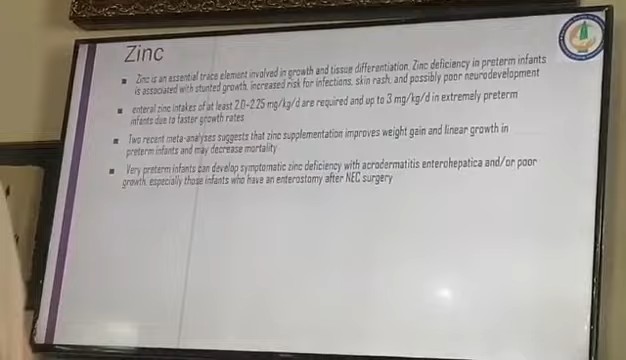 Zinc
Zinc is an essential trace element involved in growth and tissue differentiation. Zinc deficiency in preterm infants
is associated with stunted growth, increased risk for infections, skin rash, and possibly poor neurodevelopment
enteral zinc intakes of at least 2.0-2.25 mg/kg/d are required and up to 3 mg/kg/d in extremely preterm
infants due to faster growth rates
Two recent meta-analyses suggests that zinc supplementation improves weight gain and linear growth in
preterm infants and may decrease mortality
Very preterm infants can develop symptomatic zinc deficiency with acrodermatitis enterohepatica and/or poor
growth, especially those infants who have an enterostomy after NEC surgery